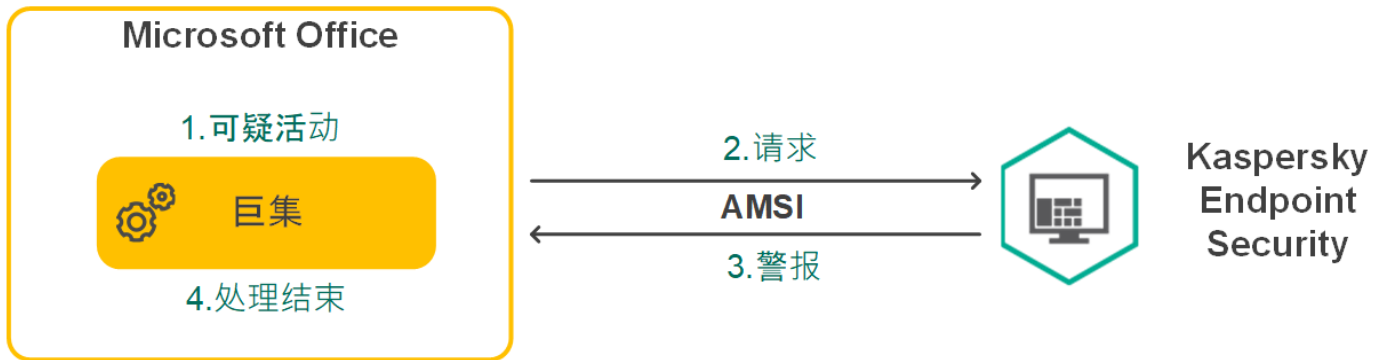 Microsoft Office
1.可疑活动
巨集
4.处理结束
2.请求
AMSI
3.警报
Kaspersky
Endpoint
Security